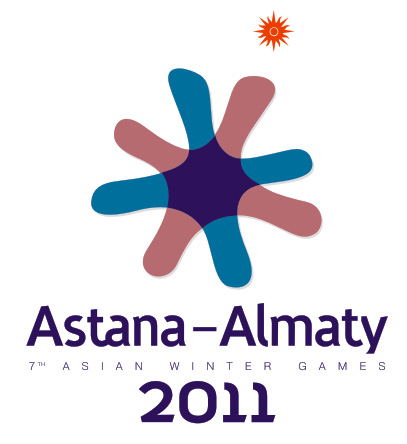 Astana–Almaty
7TH ASIAN WINTER GAMES
2011